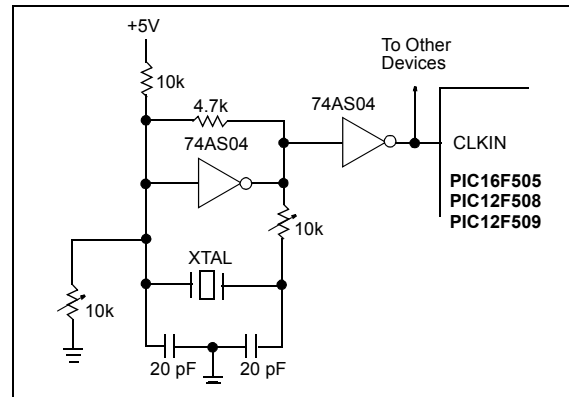 +5V
To Other
Devices
10k
4.7k
74AS04
74AS04
CLKIN
PIC16F505
PIC12F508
PIC12F509
10k
XTAL
10k
20 pF
20 pF